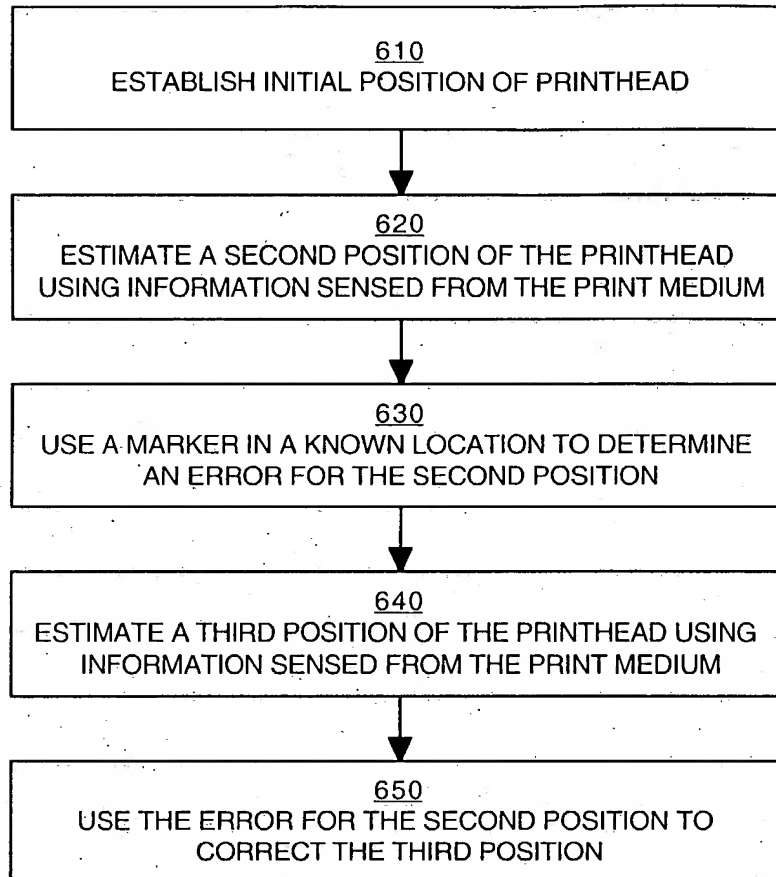 610
ESTABLISH INITIAL POSITION OF PRINTHEAD
620
ESTIMATE A SECOND POSITION OF THE PRINTHEAD
USING INFORMATION SENSED FROM THE PRINT MEDIUM
630
USE A MARKER IN A KNOWN LOCATION TO DETERMINE
AN ERROR FOR THE SECOND POSITION
640
ESTIMATE A THIRD POSITION OF THE PRINTHEAD USING
INFORMATION SENSED FROM THE PRINT MEDIUM
650
USE THE ERROR FOR THE SECOND POSITION TO
CORRECT THE THIRD POSITION